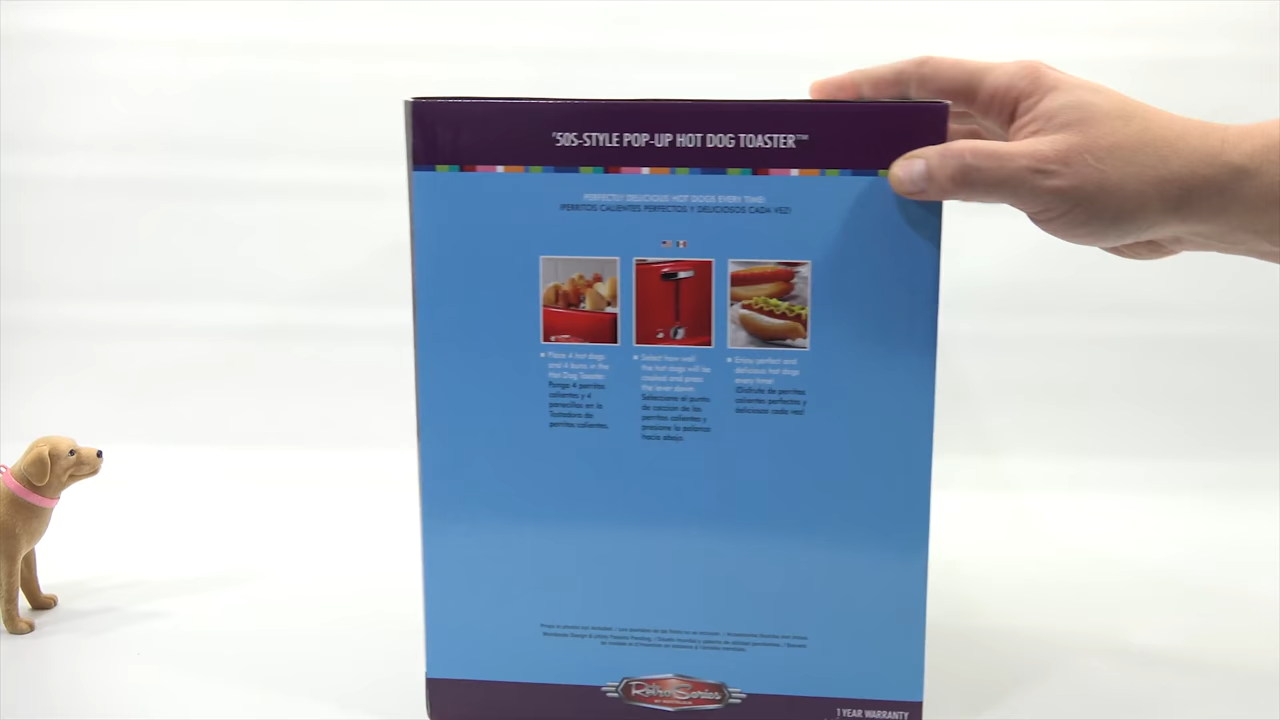 '50S-STYLE POP-UP HOT DOG TOASTER™
PERFECTLY DELICIOUS HOT DOGS EVERY TIME!
¡PERRITOS CALIENTES PERFECTOS Y DELICIOSOS CADA VEZ!
• Place 4 hot dogs
and 4 buns in the
Hot Dog Toaster.
Ponga 4 perritos
calientes y 4
panecillos en la
Tostadora de
perritos calientes.
• Select how well
the hot dogs will be
cooked and press
the lever down.
Seleccione el punto
de coccion de los
perritos calientes y
presione la palanca
hacia abajo.
• Enjoy perfect and
delicious hot dogs
every time!
¡Disfrute de perritos
calientes perfectos y
deliciosos cada vez!
Retro Series
BY NOSTALGIA
1 YEAR WARRANTY